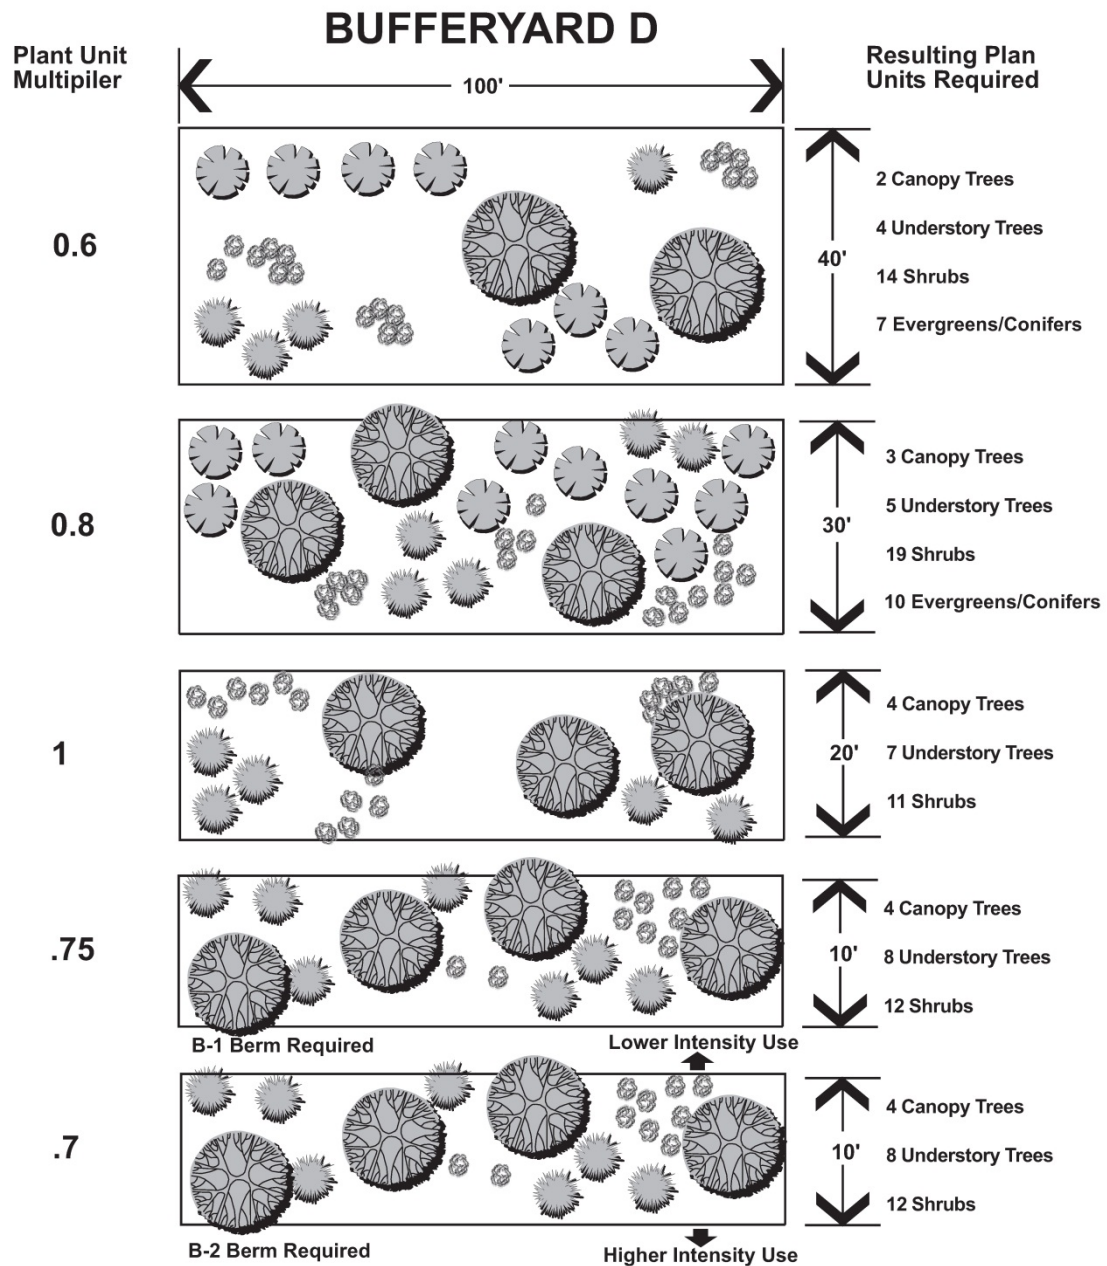 BUFFERYARD D
Plant Unit
Multipiler
100'
Resulting Plan
Units Required
0.6
40'
2 Canopy Trees
4 Understory Trees
14 Shrubs
7 Evergreens/Conifers
0.8
30'
3 Canopy Trees
5 Understory Trees
19 Shrubs
10 Evergreens/Conifers
1
20'
4 Canopy Trees
7 Understory Trees
11 Shrubs
.75
10'
4 Canopy Trees
8 Understory Trees
12 Shrubs
B-1 Berm Required
Lower Intensity Use
.7
10'
4 Canopy Trees
8 Understory Trees
12 Shrubs
B-2 Berm Required
Higher Intensity Use